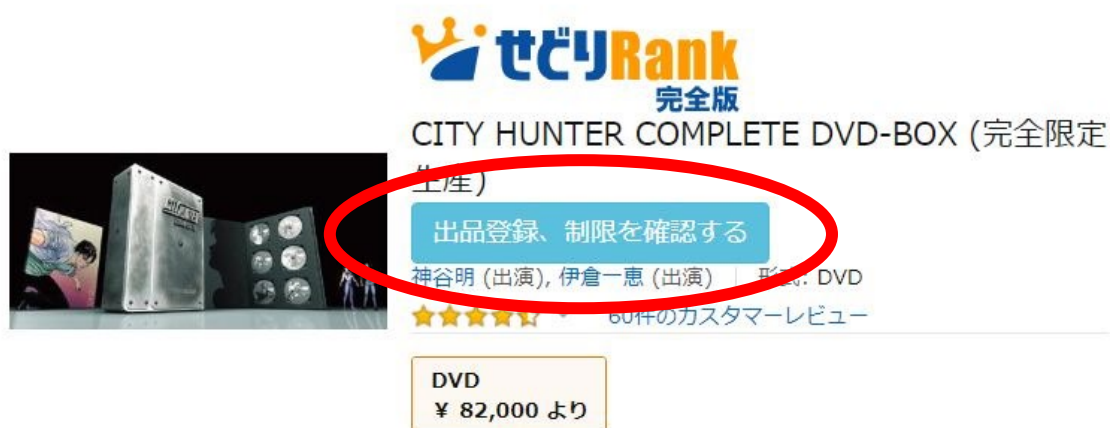 せどりRank
完全版
CITY HUNTER COMPLETE DVD-BOX (完全限定
生産)
出品登録、制限を確認する
神谷明 (出演), 伊倉一恵 (出演) | 形式: DVD
60件のカスタマーレビュー
DVD
¥ 82,000 より